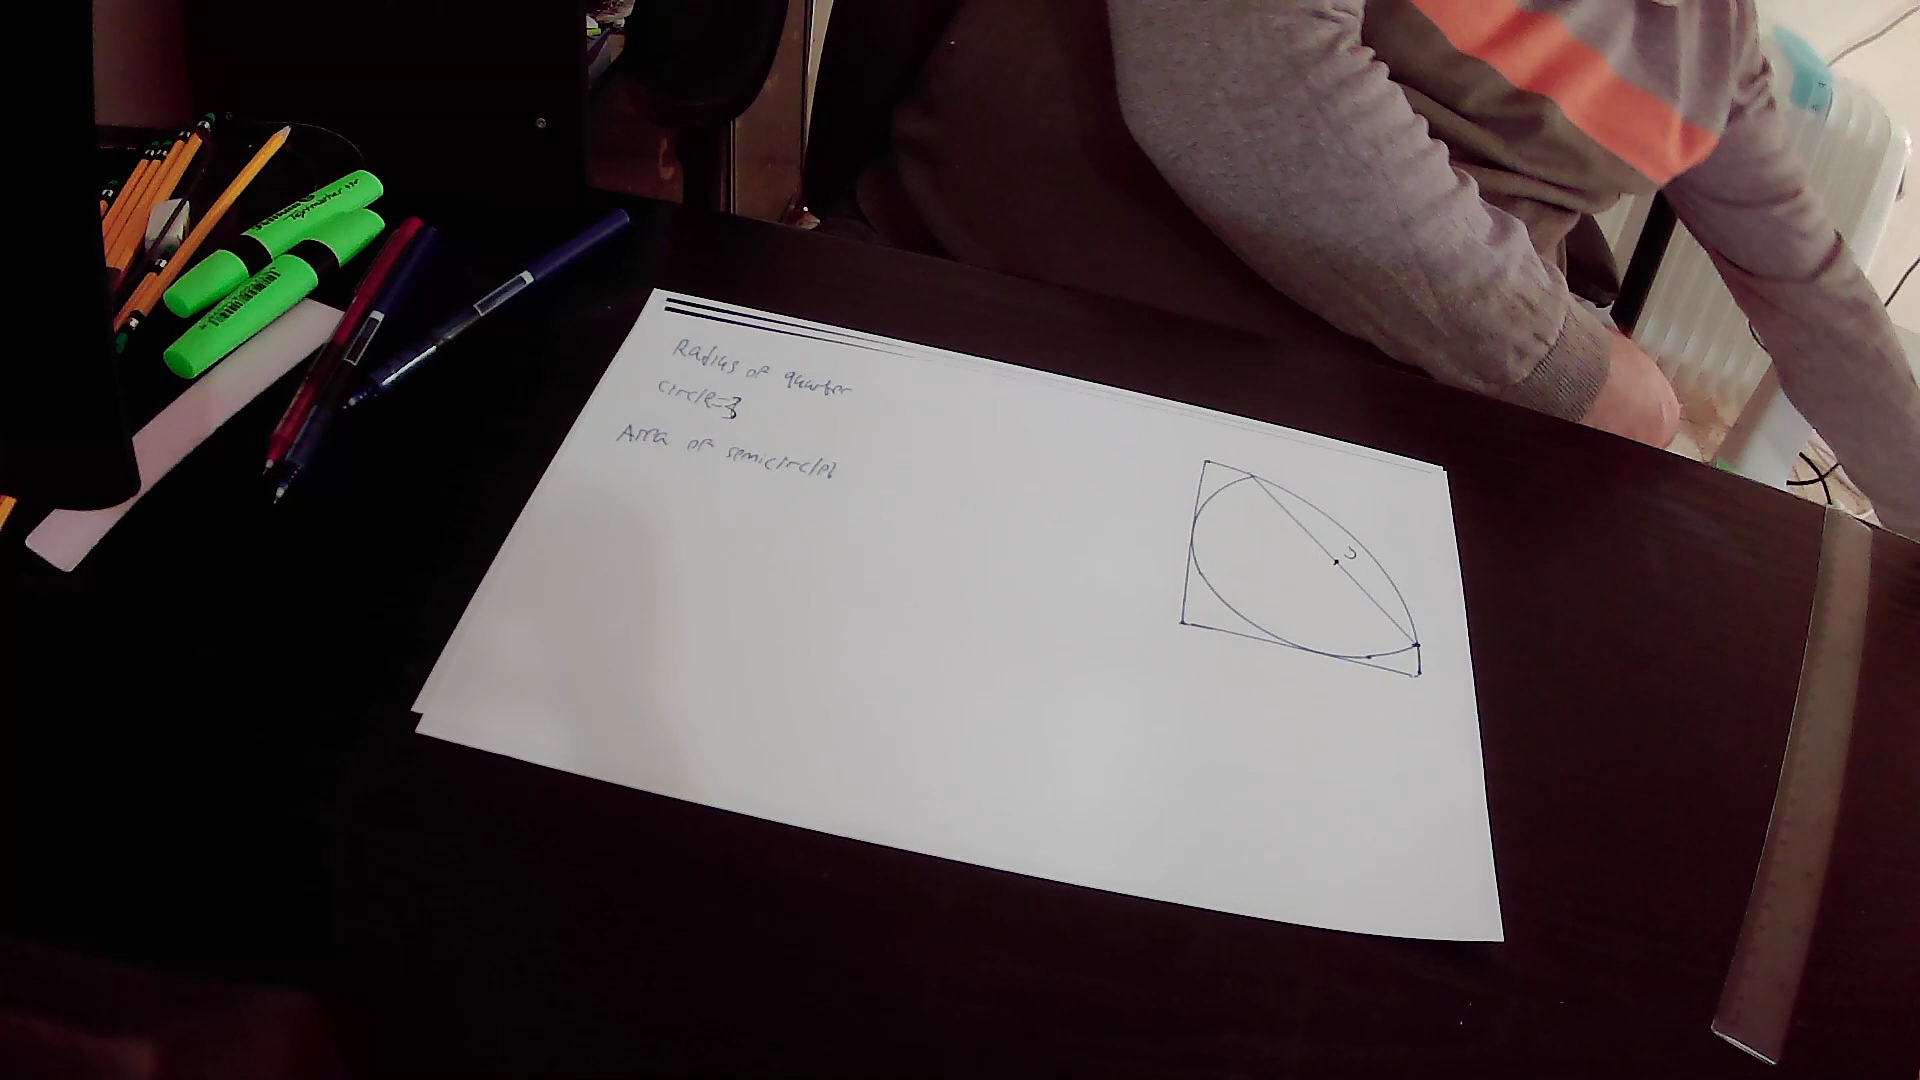 Radius of quarter
circle=3
Area of semicircle?